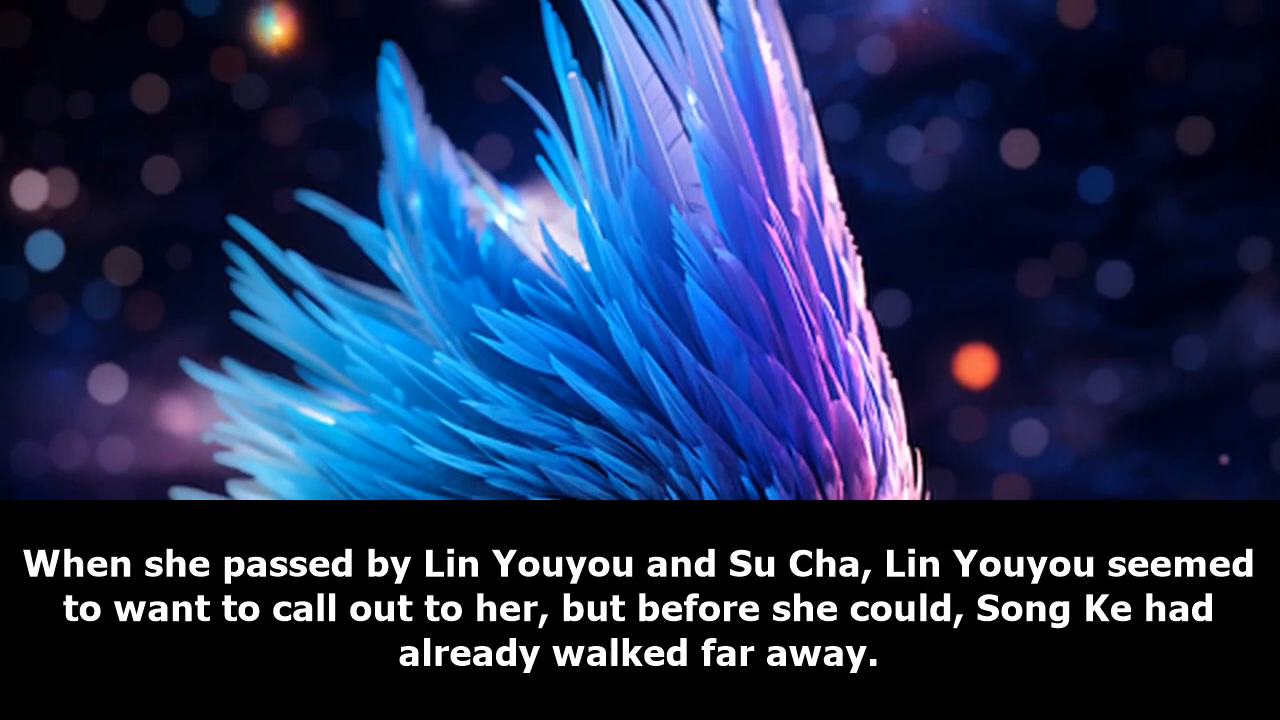 When she passed by Lin Youyou and Su Cha, Lin Youyou seemed
to want to call out to her, but before she could, Song Ke had
already walked far away.